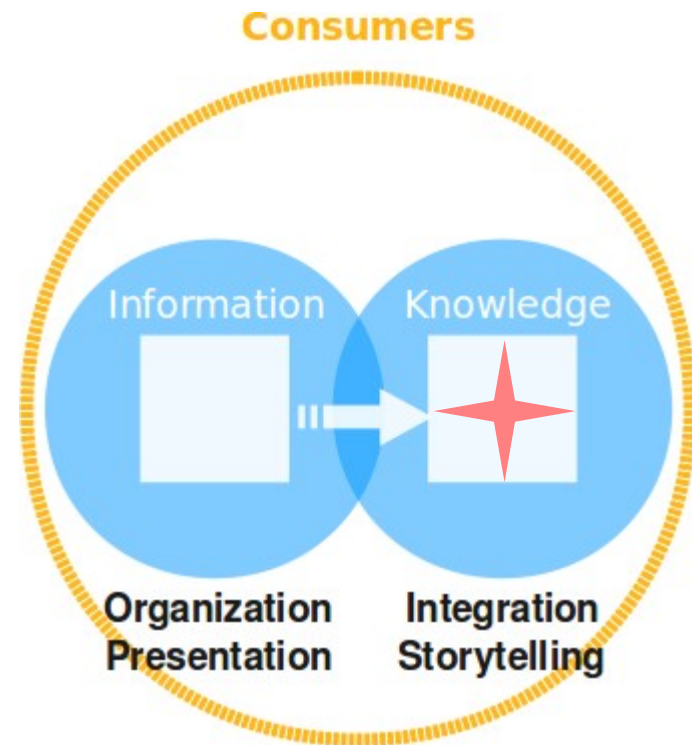 Consumers
Information
Knowledge
Organization
Presentation
Integration
Storytelling